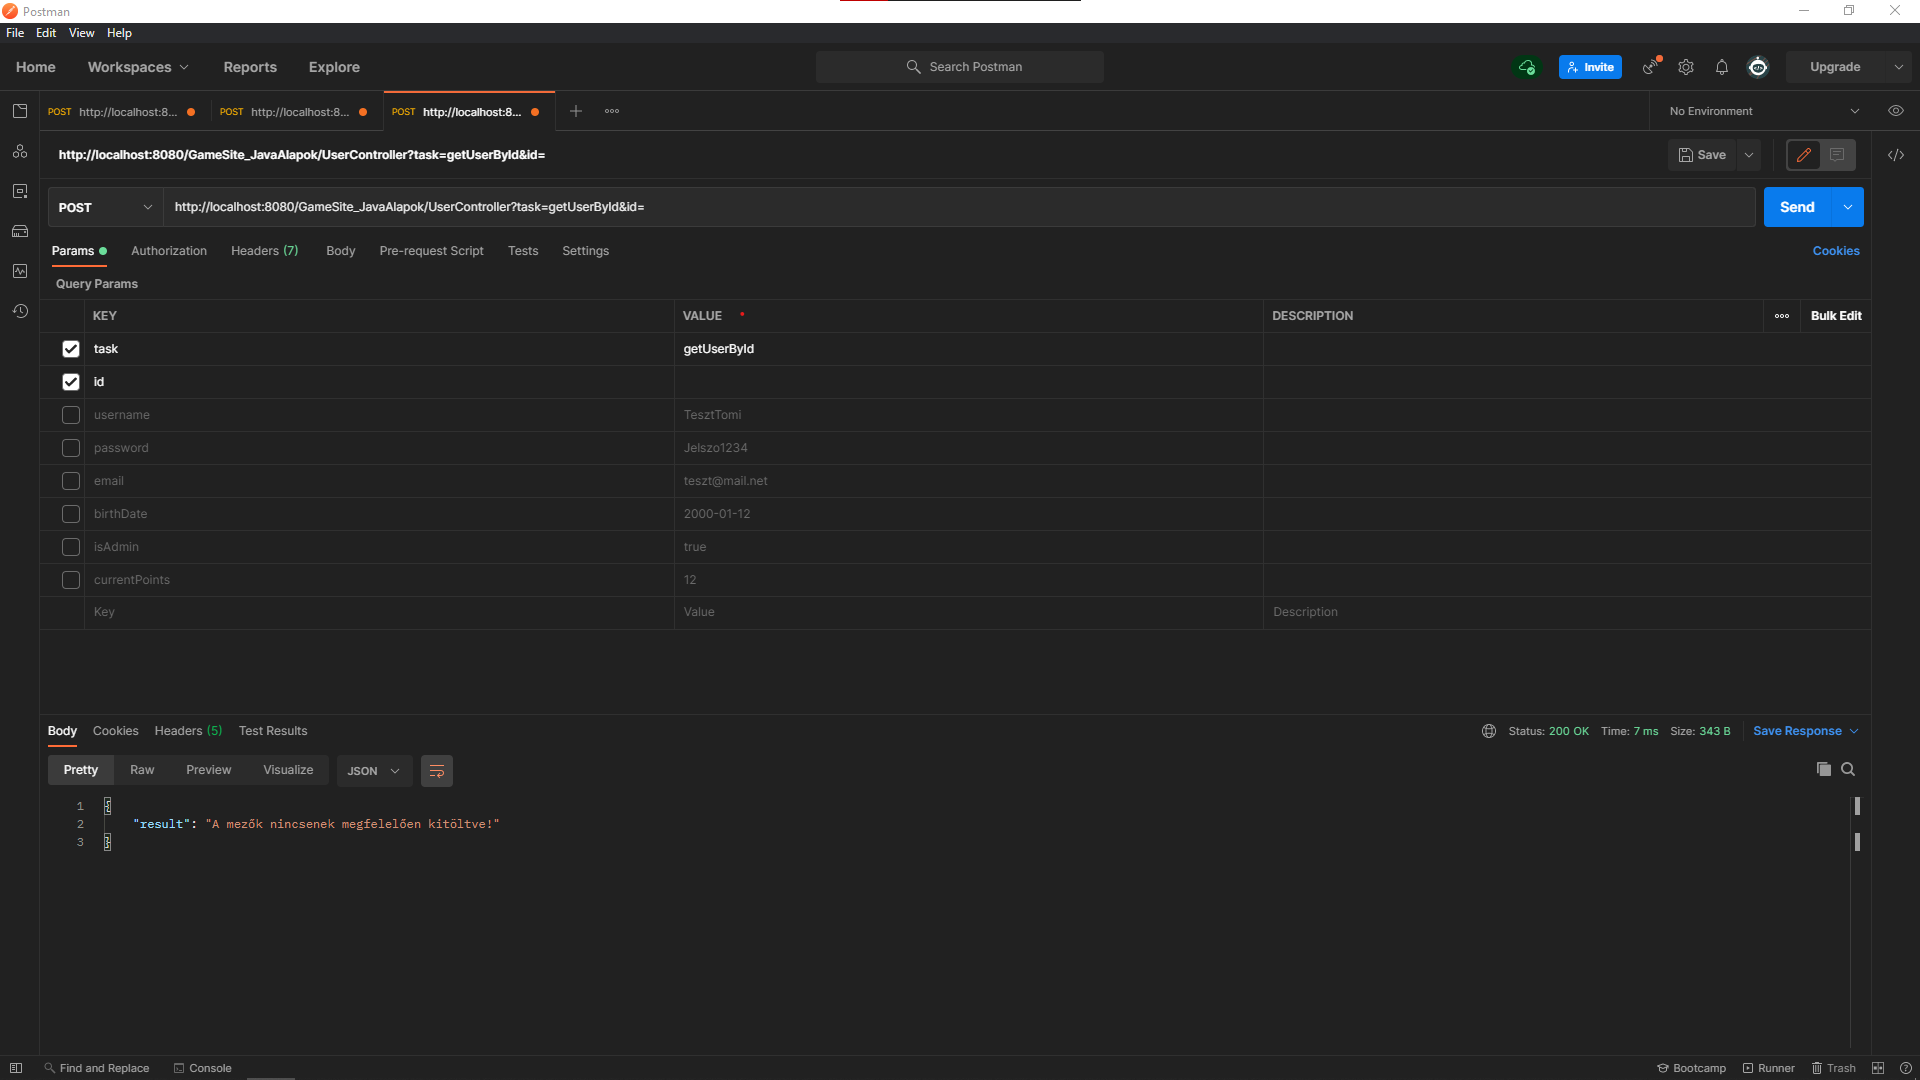 Postman
File Edit View Help
Home Workspaces Reports Explore Search Postman Invite Upgrade
POST http://localhost:8... POST http://localhost:8... POST http://localhost:8... No Environment
http://localhost:8080/GameSite_JavaAlapok/UserController?task=getUserById&id= Save
POST http://localhost:8080/GameSite_JavaAlapok/UserController?task=getUserById&id= Send
Params Authorization Headers (7) Body Pre-request Script Tests Settings Cookies
Query Params
KEY VALUE DESCRIPTION Bulk Edit
task getUserById
id
username TesztTomi
password Jelszo1234
email teszt@mail.net
birthDate 2000-01-12
isAdmin true
currentPoints 12
Key Value Description
Body Cookies Headers (5) Test Results Status: 200 OK Time: 7 ms Size: 343 B Save Response
Pretty Raw Preview Visualize JSON
1 {
2 "result": "A mezők nincsenek megfelelően kitöltve!"
3 }
Find and Replace Console Bootcamp Runner Trash